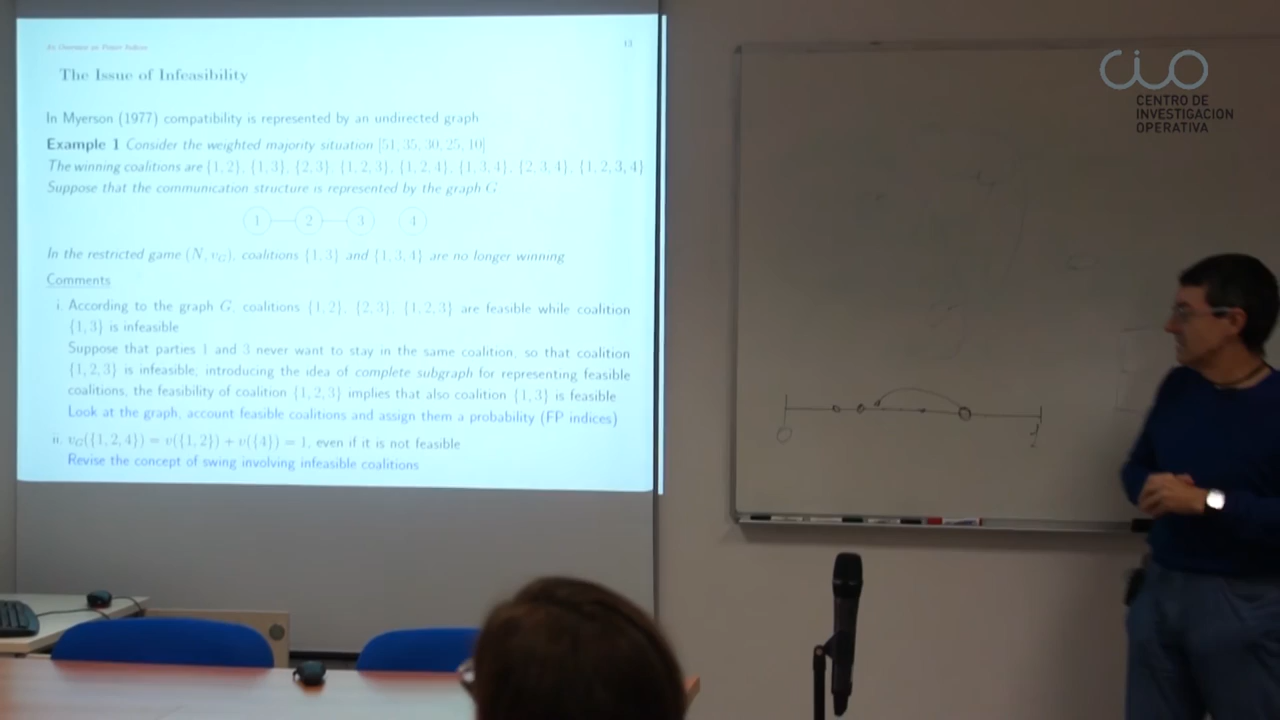 An Overview on Power Indices
13
The Issue of Infeasibility
In Myerson (1977) compatibility is represented by an undirected graph
Example 1 Consider the weighted majority situation [51; 35, 30, 25, 10]
The winning coalitions are {1, 2}, {1, 3}, {2, 3}, {1, 2, 3}, {1, 2, 4}, {1, 3, 4}, {2, 3, 4}, {1, 2, 3, 4}
Suppose that the communication structure is represented by the graph G
1 2 3 4
In the restricted game (N, v_G), coalitions {1, 3} and {1, 3, 4} are no longer winning
Comments
i. According to the graph G, coalitions {1, 2}, {2, 3}, {1, 2, 3} are feasible while coalition
{1, 3} is infeasible
Suppose that parties 1 and 3 never want to stay in the same coalition, so that coalition
{1, 2, 3} is infeasible, introducing the idea of complete subgraph for representing feasible
coalitions, the feasibility of coalition {1, 2, 3} implies that also coalition {1, 3} is feasible
Look at the graph, account feasible coalitions and assign them a probability (FP indices)
ii. v_G({1, 2, 4}) = v({1, 2}) + v({4}) = 1, even if it is not feasible
Revise the concept of swing involving infeasible coalitions
CIO
CENTRO DE
INVESTIGACION
OPERATIVA
0